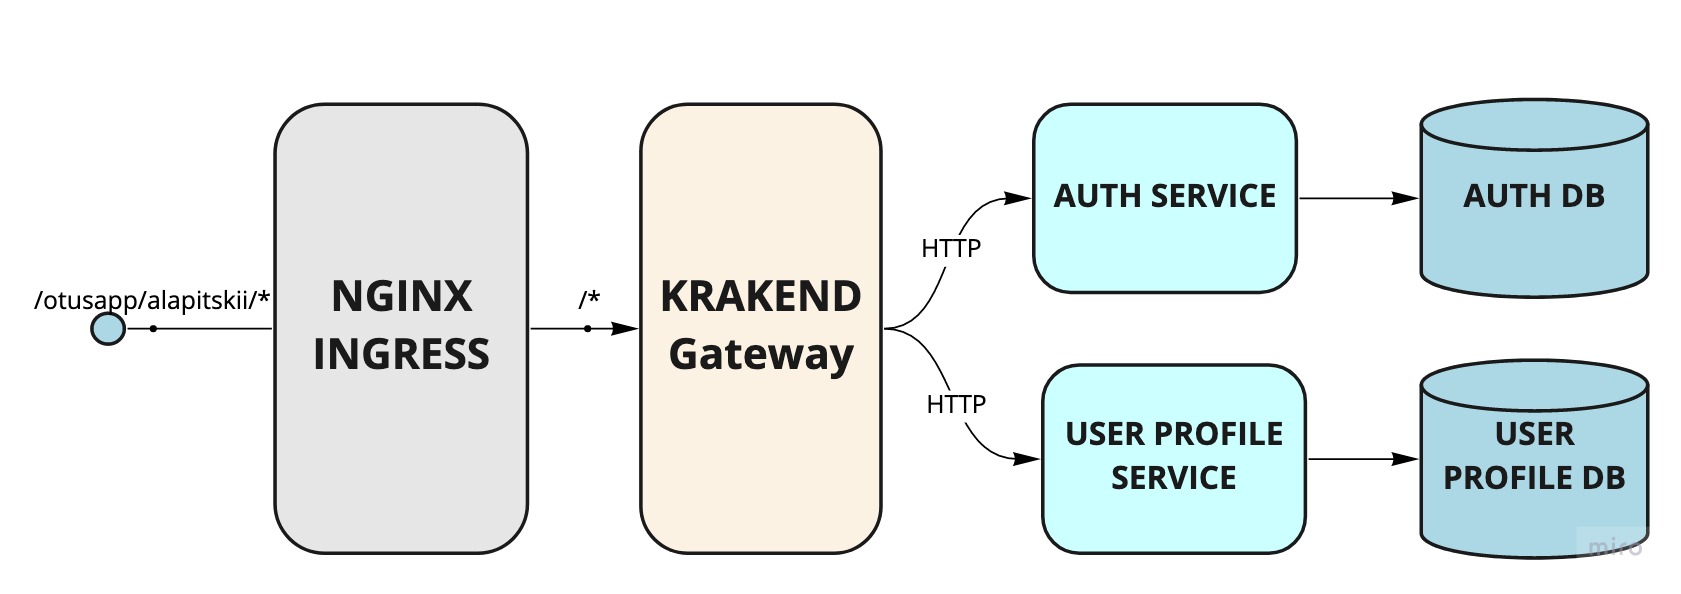 /otusapp/alapitskii/*
NGINX
INGRESS
/*
KRAKEND
Gateway
HTTP
HTTP
AUTH SERVICE
AUTH DB
USER PROFILE
SERVICE
USER
PROFILE DB
miro